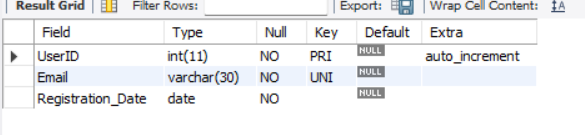 Result Grid Filter Rows: Export: Wrap Cell Content: IA
Field Type Null Key Default Extra
UserID int(11) NO PRI NULL auto_increment
Email varchar(30) NO UNI NULL
Registration_Date date NO NULL